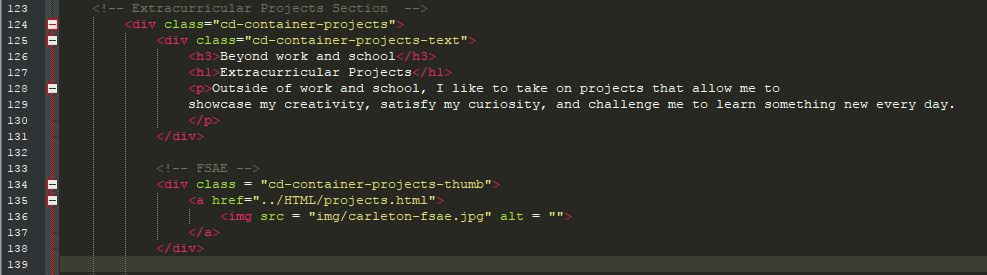 123 <!-- Extracurricular Projects Section  -->
124 <div class="cd-container-projects">
125 <div class="cd-container-projects-text">
126 <h3>Beyond work and school</h3>
127 <h1>Extracurricular Projects</h1>
128 <p>Outside of work and school, I like to take on projects that allow me to
129 showcase my creativity, satisfy my curiosity, and challenge me to learn something new every day.
130 </p>
131 </div>
132
133 <!-- FSAE -->
134 <div class = "cd-container-projects-thumb">
135 <a href="../HTML/projects.html">
136 <img src = "img/carleton-fsae.jpg" alt = "">
137 </a>
138 </div>
139